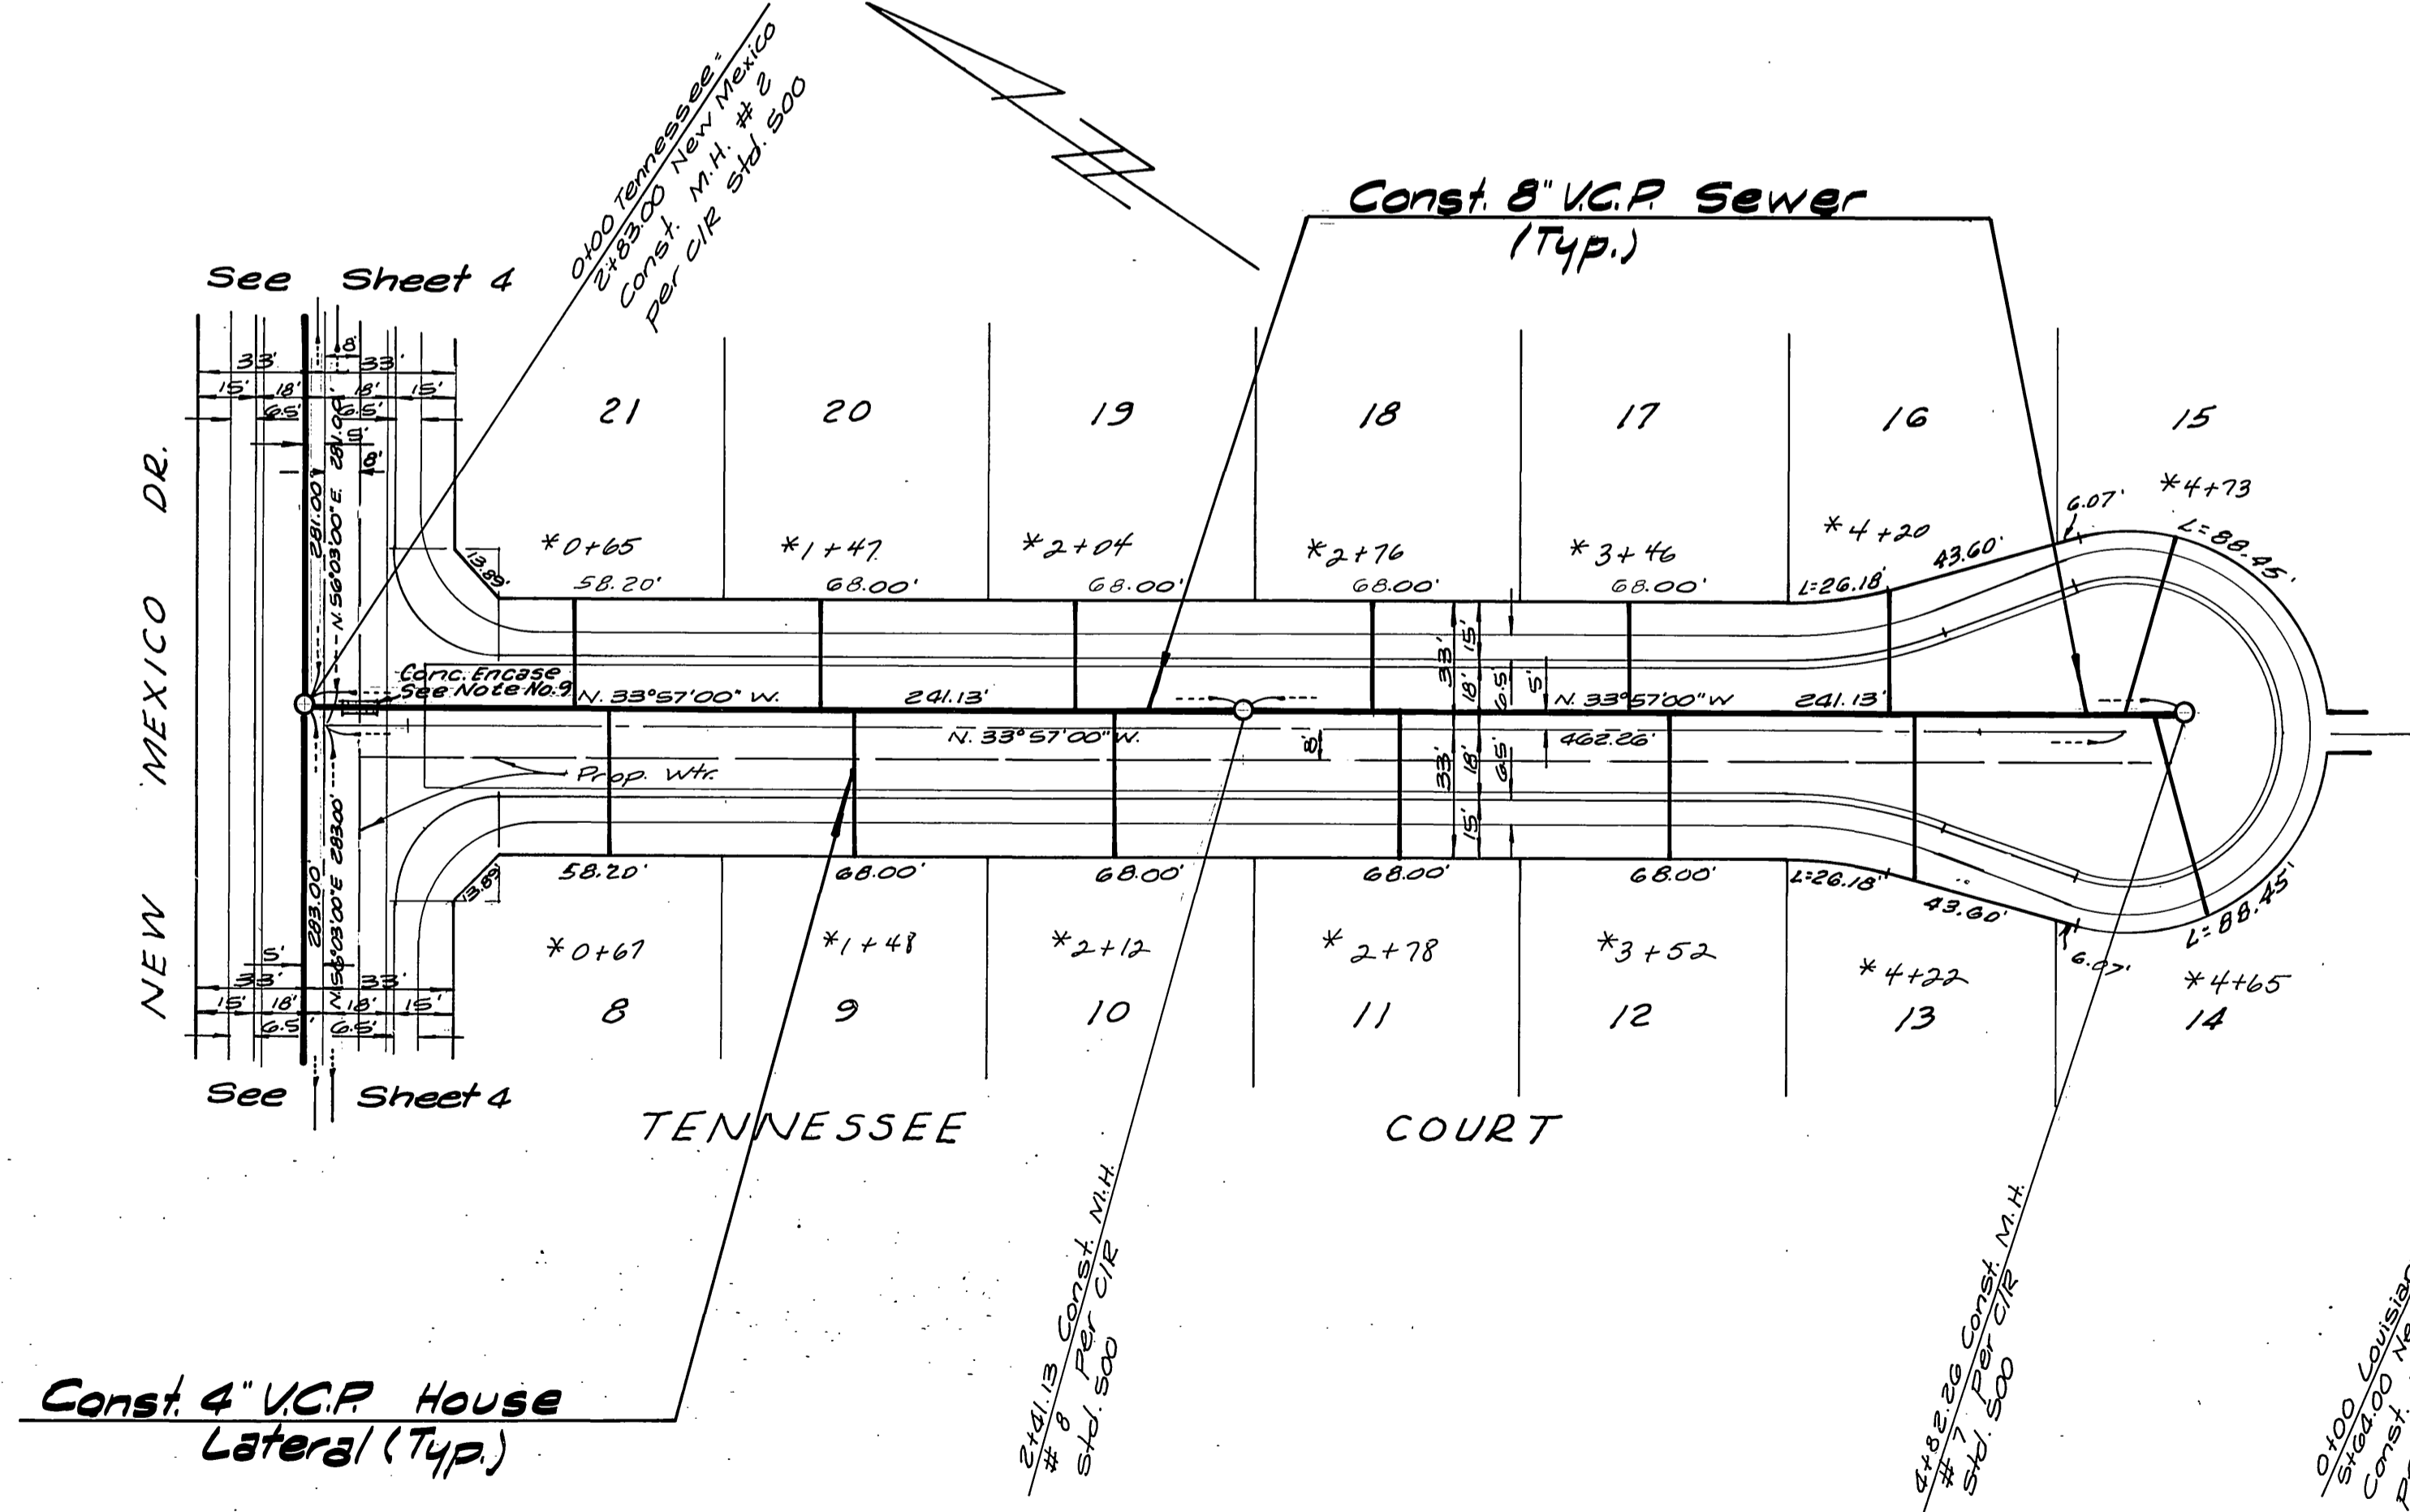 0+00 Tennessee=
2+83.00 New Mexico
Const. M.H. # 2
Per C/R Std. 500
Const. 8" V.C.P. Sewer
(Typ.)
See Sheet 4
33' 33'
15' 18' 18' 15'
6.5' 6.5'
5'
8'
8'
281.00'
N.56°03'00"E. 281.00'
NEW MEXICO DR.
21
20
19
18
17
16
15
*0+65
*1+47
*2+04
*2+76
*3+46
*4+20
*4+73
13.89'
58.20'
68.00'
68.00'
68.00'
68.00'
L=26.18'
43.60'
6.07'
L=88.45'
Conc. Encase
See Note No.9
N. 33°57'00" W. 241.13'
N. 33°57'00" W 241.13'
N. 33°57'00" W. 462.26'
33' 15'
18' 6.5' 5'
8'
33' 18' 6.5'
15'
Prop. Wtr.
283.00'
N.56°03'00"E 283.00'
13.89'
58.20'
68.00'
68.00'
68.00'
68.00'
L=26.18'
43.60'
6.07'
L=88.45'
*0+67
*1+48
*2+12
*2+78
*3+52
*4+22
*4+65
8
9
10
11
12
13
14
5'
33' 33'
15' 18' 18' 15'
6.5' 6.5'
See Sheet 4
TENNESSEE COURT
2+41.13 Const. M.H.
# 8 Per C/R
Std. 500
4+82.26 Const. M.H.
# 7 Per C/R
Std. 500
0+00
5+64.00
Const.
Const. 4" V.C.P. House
Lateral (Typ.)